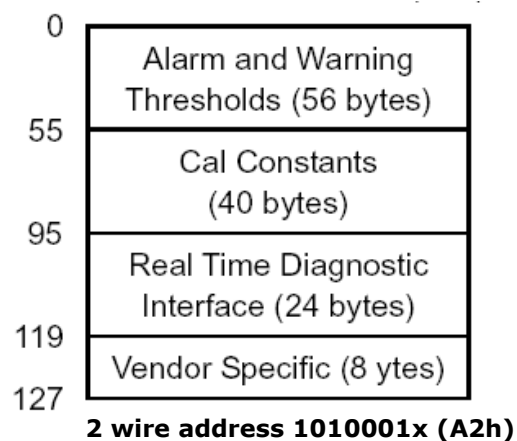 0
Alarm and Warning
Thresholds (56 bytes)
55
Cal Constants
(40 bytes)
95
Real Time Diagnostic
Interface (24 bytes)
119
Vendor Specific (8 ytes)
127
2 wire address 1010001x (A2h)